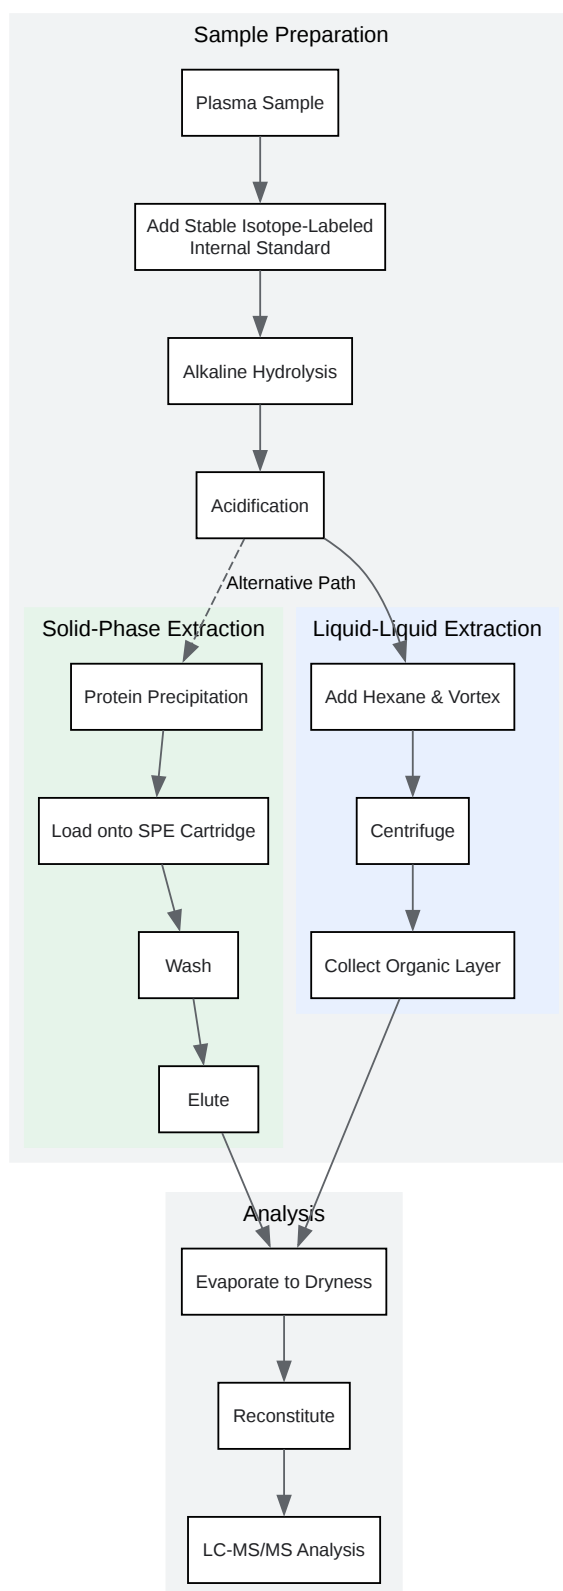 Sample Preparation
Plasma Sample
Add Stable Isotope-Labeled
Internal Standard
Alkaline Hydrolysis
Acidification
Alternative Path
Solid-Phase Extraction
Protein Precipitation
Load onto SPE Cartridge
Wash
Elute
Liquid-Liquid Extraction
Add Hexane & Vortex
Centrifuge
Collect Organic Layer
Analysis
Evaporate to Dryness
Reconstitute
LC-MS/MS Analysis